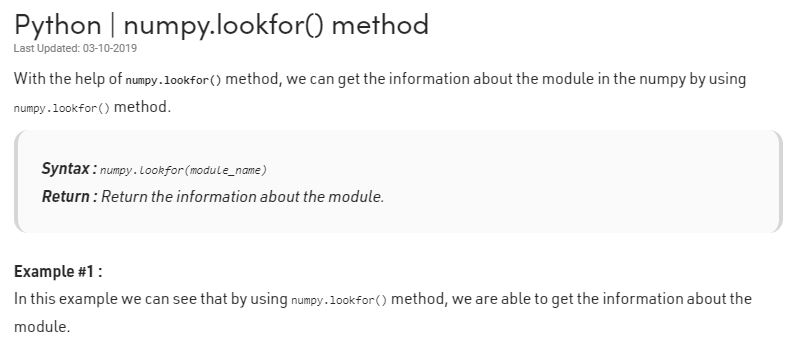 Python | numpy.lookfor() method
Last Updated: 03-10-2019
With the help of numpy.lookfor() method, we can get the information about the module in the numpy by using
numpy.lookfor() method.
Syntax : numpy.lookfor(module_name)
Return : Return the information about the module.
Example #1 :
In this example we can see that by using numpy.lookfor() method, we are able to get the information about the
module.